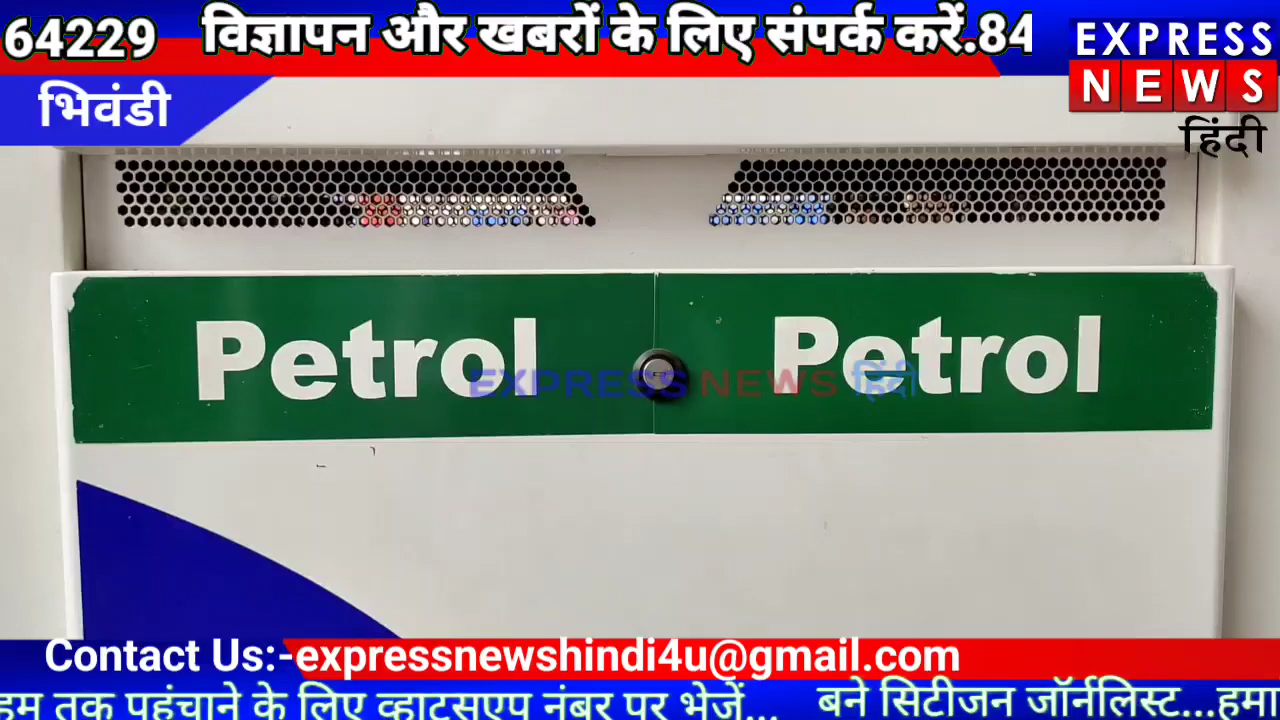 64229 विज्ञापन और खबरों के लिए संपर्क करें.84
EXPRESS
NEWS
हिंदी
भिवंडी
Petrol Petrol
EXPRESS NEWS हिंदी
Contact Us:-expressnewshindi4u@gmail.com
हम तक पहुंचाने के लिए व्हाट्सएप नंबर पर भेजें... बने सिटीजन जॉर्नलिस्ट...हमा